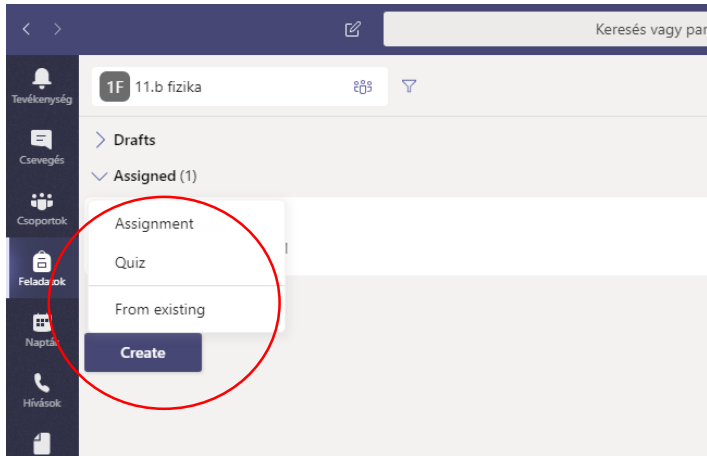 Keresés vagy par
Tevékenység
1F 11.b fizika
Drafts
Csevegés
Assigned (1)
Csoportok
Assignment
Quiz
Feladatok
From existing
Naptár
Create
Hívások